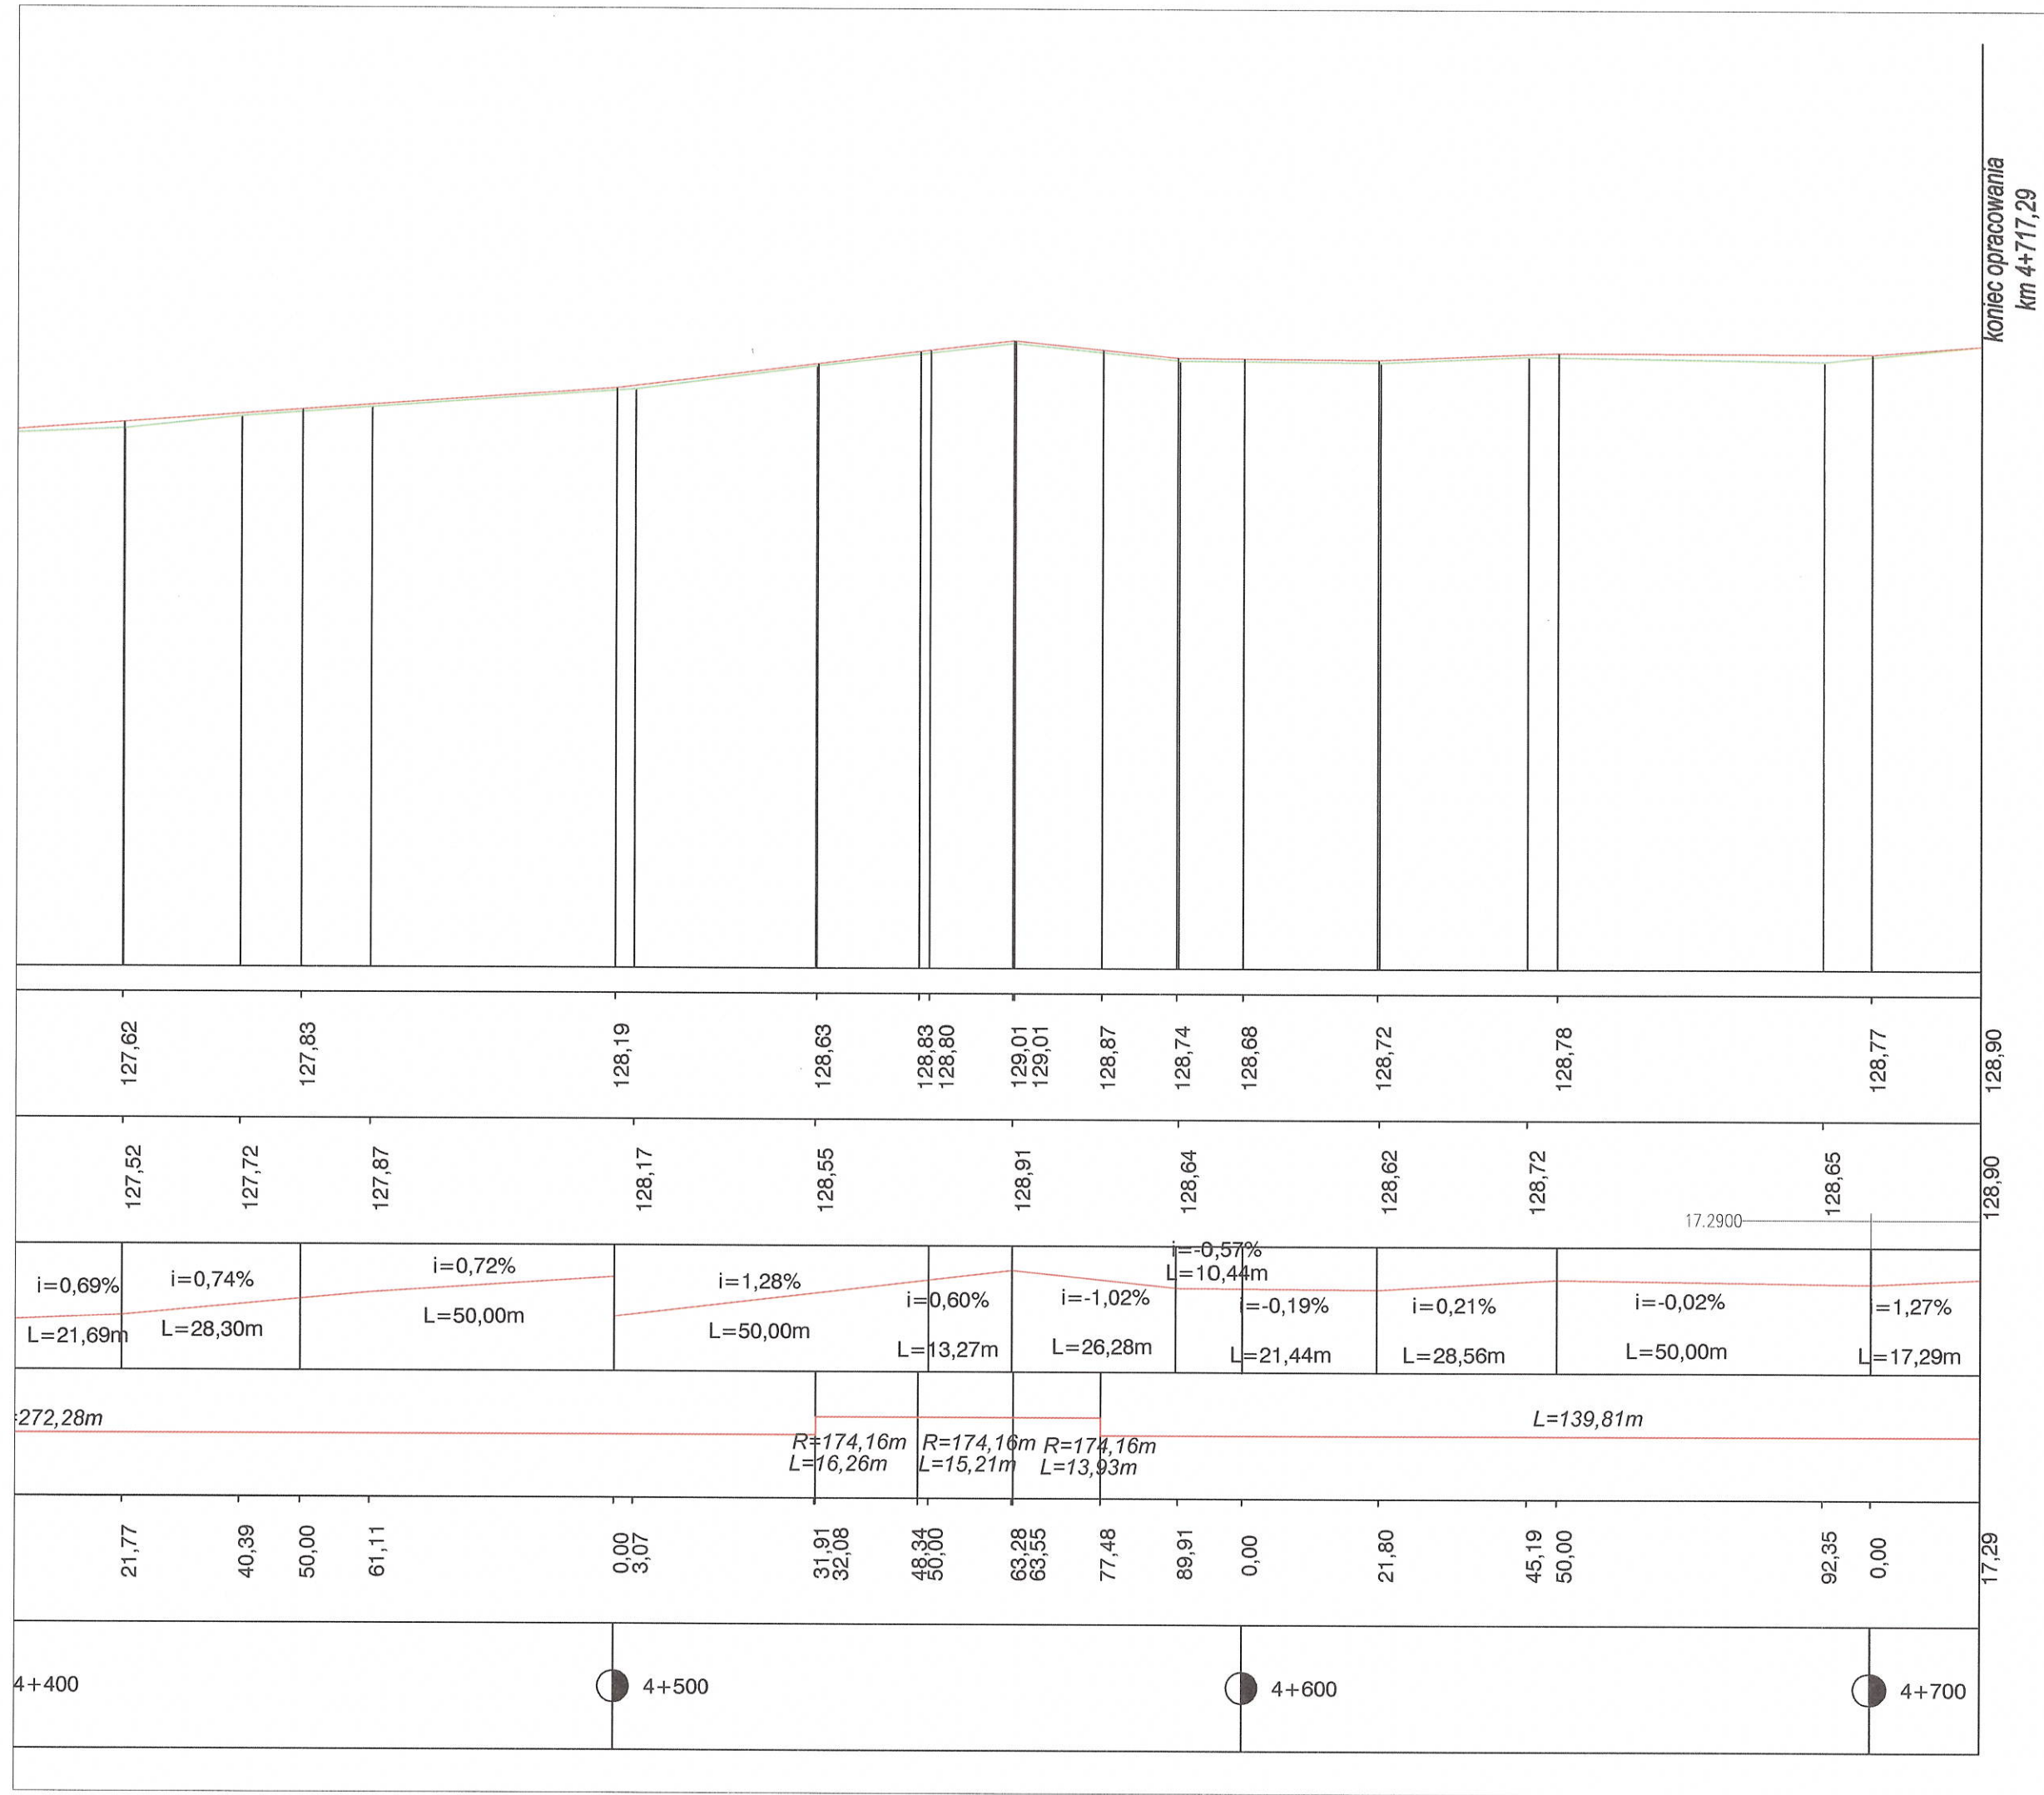 koniec opracowania
km 4+717,29
127,62
127,83
128,19
128,63
128,83
128,80
129,01
129,01
128,87
128,74
128,68
128,72
128,78
128,77
128,90
127,52
127,72
127,87
128,17
128,55
128,91
128,64
128,62
128,72
128,65
128,90
17.2900
i=0,69%
L=21,69m
i=0,74%
L=28,30m
i=0,72%
L=50,00m
i=1,28%
L=50,00m
i=0,60%
L=13,27m
i=-1,02%
L=26,28m
i=-0,57%
L=10,44m
i=-0,19%
L=21,44m
i=0,21%
L=28,56m
i=-0,02%
L=50,00m
i=1,27%
L=17,29m
=272,28m
R=174,16m
L=16,26m
R=174,16m
L=15,21m
R=174,16m
L=13,93m
L=139,81m
21,77
40,39
50,00
61,11
0,00
3,07
31,91
32,08
48,34
50,00
63,28
63,55
77,48
89,91
0,00
21,80
45,19
50,00
92,35
0,00
17,29
4+400
4+500
4+600
4+700